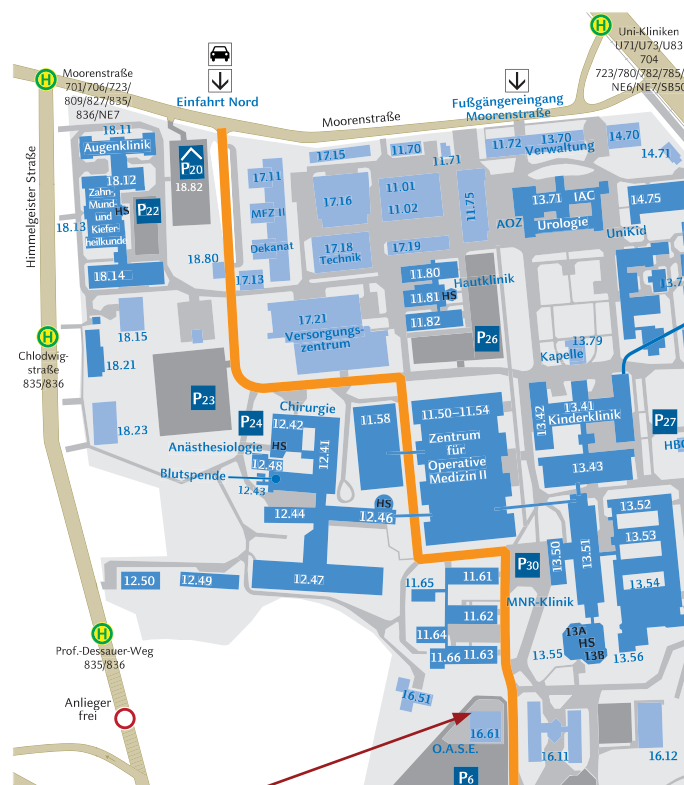 H
Uni-Kliniken
U71/U73/U83
704
723/780/782/785/
NE6/NE7/SB50
H
Moorenstraße
701/706/723/
809/827/835/
836/NE7
Einfahrt Nord
Moorenstraße
Fußgängereingang
Moorenstraße
18.11
Augenklinik
18.12
Zahn-
Mund-
und
Kiefer-
heilkunde
HS
18.13
18.14
P22
P20
18.82
18.80
17.11
MFZ II
Dekanat
17.13
17.15
17.16
17.18
Technik
11.70
11.71
11.01
11.02
17.19
11.75
11.72
13.70
Verwaltung
14.70
14.71
13.71
IAC
AOZ
Urologie
14.75
UniKid
13.7
Himmelgeister Straße
11.80
Hautklinik
11.81
HS
11.82
P26
17.21
Versorgungs-
zentrum
13.79
Kapelle
H
Chlodwig-
straße
835/836
18.15
18.21
18.23
P23
P24
Chirurgie
12.42
HS
Anästhesiologie
12.41
12.48
Blutspende
12.43
12.44
HS
12.46
12.47
12.50
12.49
11.58
11.50–11.54
Zentrum
für
Operative
Medizin II
13.42
13.41
Kinderklinik
13.43
P27
HBO
13.52
13.53
13.54
13.50
13.51
P30
MNR-Klinik
11.61
11.65
11.62
11.64
11.66
11.63
13A
HS
13B
13.55
13.56
H
Prof.-Dessauer-Weg
835/836
Anlieger
frei
16.51
16.61
O.A.S.E.
P6
16.11
16.12